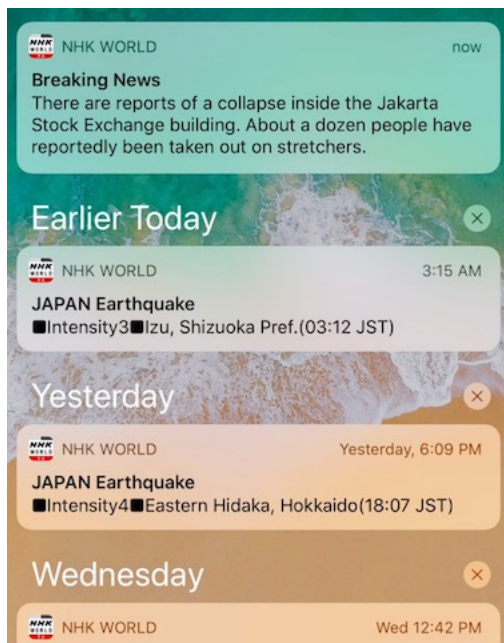 NHK WORLD now
Breaking News
There are reports of a collapse inside the Jakarta
Stock Exchange building. About a dozen people have
reportedly been taken out on stretchers.
Earlier Today
NHK WORLD 3:15 AM
JAPAN Earthquake
■Intensity3■Izu, Shizuoka Pref.(03:12 JST)
Yesterday
NHK WORLD Yesterday, 6:09 PM
JAPAN Earthquake
■Intensity4■Eastern Hidaka, Hokkaido(18:07 JST)
Wednesday
NHK WORLD Wed 12:42 PM